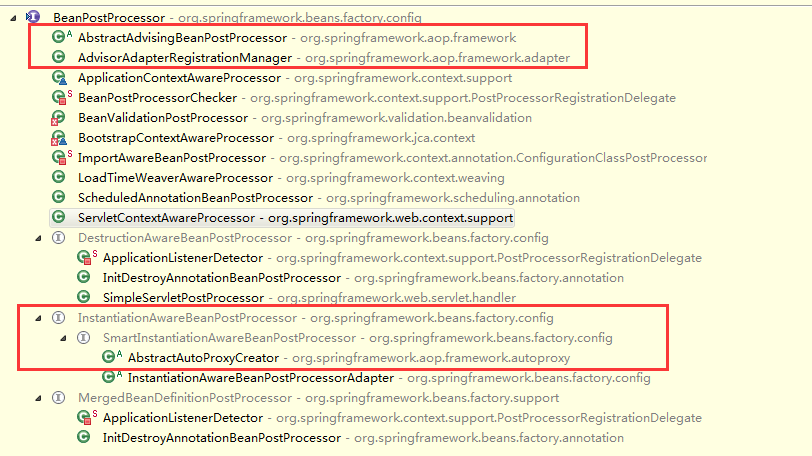 BeanPostProcessor - org.springframework.beans.factory.config
AbstractAdvisingBeanPostProcessor - org.springframework.aop.framework
AdvisorAdapterRegistrationManager - org.springframework.aop.framework.adapter
ApplicationContextAwareProcessor - org.springframework.context.support
BeanPostProcessorChecker - org.springframework.context.support.PostProcessorRegistrationDelegate
BeanValidationPostProcessor - org.springframework.validation.beanvalidation
BootstrapContextAwareProcessor - org.springframework.jca.context
ImportAwareBeanPostProcessor - org.springframework.context.annotation.ConfigurationClassPostProcessor
LoadTimeWeaverAwareProcessor - org.springframework.context.weaving
ScheduledAnnotationBeanPostProcessor - org.springframework.scheduling.annotation
ServletContextAwareProcessor - org.springframework.web.context.support
DestructionAwareBeanPostProcessor - org.springframework.beans.factory.config
ApplicationListenerDetector - org.springframework.context.support.PostProcessorRegistrationDelegate
InitDestroyAnnotationBeanPostProcessor - org.springframework.beans.factory.annotation
SimpleServletPostProcessor - org.springframework.web.servlet.handler
InstantiationAwareBeanPostProcessor - org.springframework.beans.factory.config
SmartInstantiationAwareBeanPostProcessor - org.springframework.beans.factory.config
AbstractAutoProxyCreator - org.springframework.aop.framework.autoproxy
InstantiationAwareBeanPostProcessorAdapter - org.springframework.beans.factory.config
MergedBeanDefinitionPostProcessor - org.springframework.beans.factory.support
ApplicationListenerDetector - org.springframework.context.support.PostProcessorRegistrationDelegate
InitDestroyAnnotationBeanPostProcessor - org.springframework.beans.factory.annotation